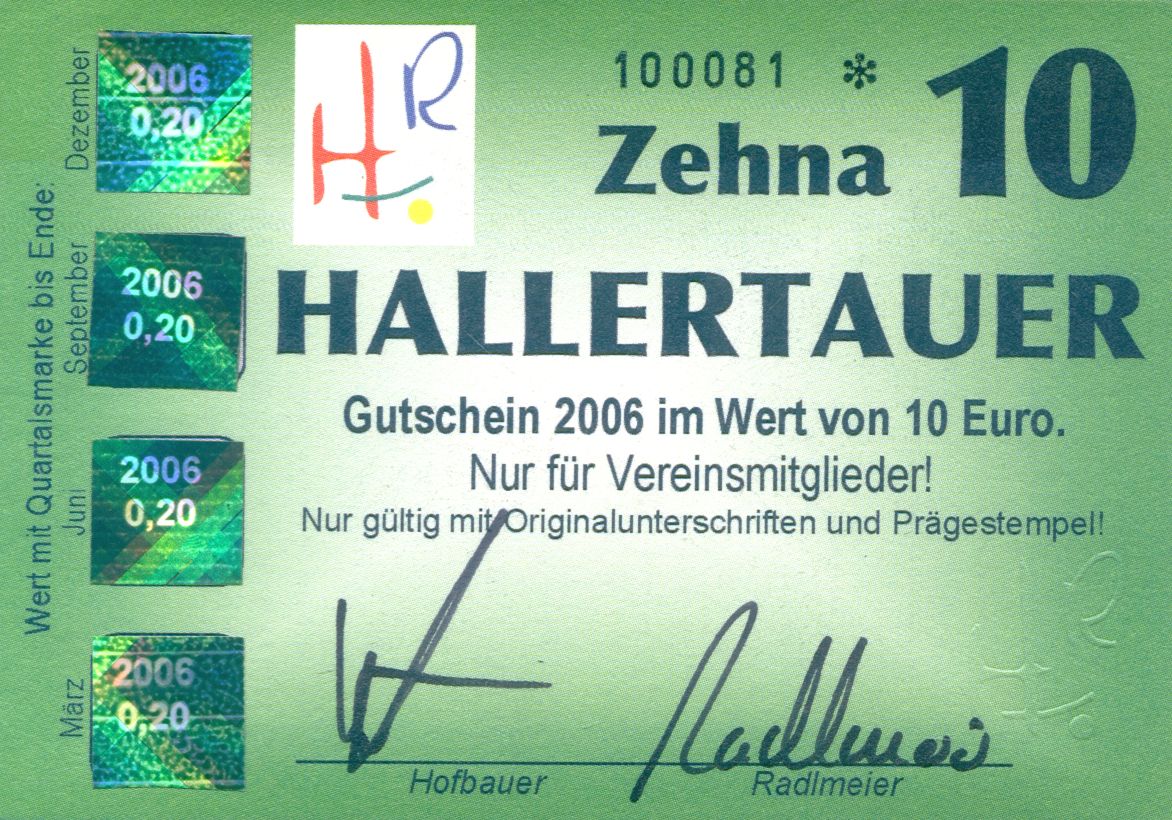 100081 *
Zehna 10
HR
HALLERTAUER
Gutschein 2006 im Wert von 10 Euro.
Nur für Vereinsmitglieder!
Nur gültig mit Originalunterschriften und Prägestempel!
Radlmeier
Hofbauer
Radlmeier
Wert mit Quartalsmarke bis Ende:
Dezember
2006
0,20
September
2006
0,20
Juni
2006
0,20
März
2006
0,20